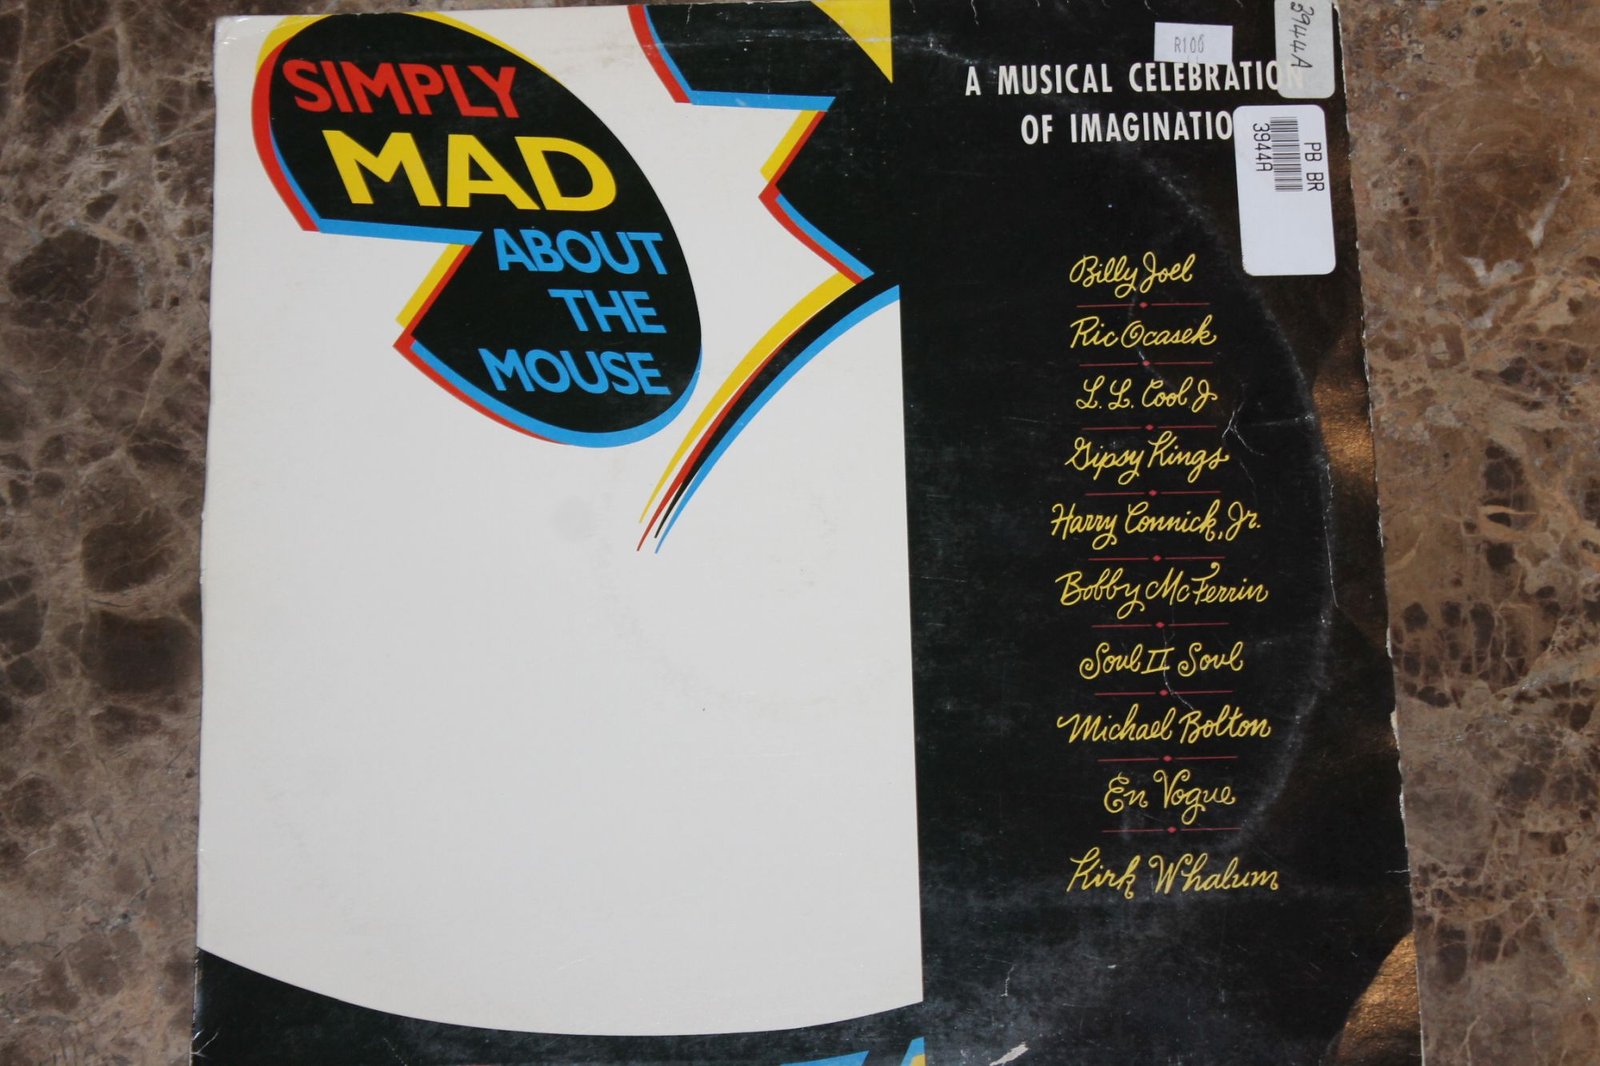 SIMPLY
MAD
ABOUT
THE
MOUSE
R100
3944A
A MUSICAL CELEBRATION
OF IMAGINATIO
PB BR
3944A
Billy Joel
Ric Ocasek
L. L. Cool J
Gipsy Kings
Harry Connick, Jr.
Bobby McFerrin
Soul II Soul
Michael Bolton
En Vogue
Kirk Whalum